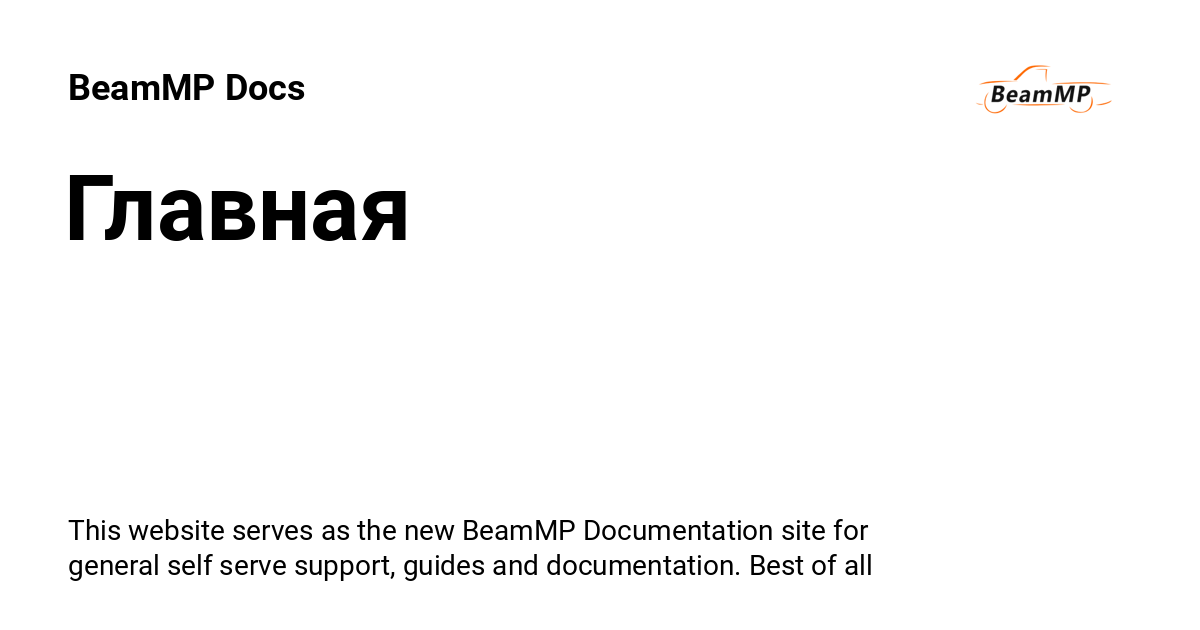 BeamMP Docs
BeamMP
Главная
This website serves as the new BeamMP Documentation site for
general self serve support, guides and documentation. Best of all